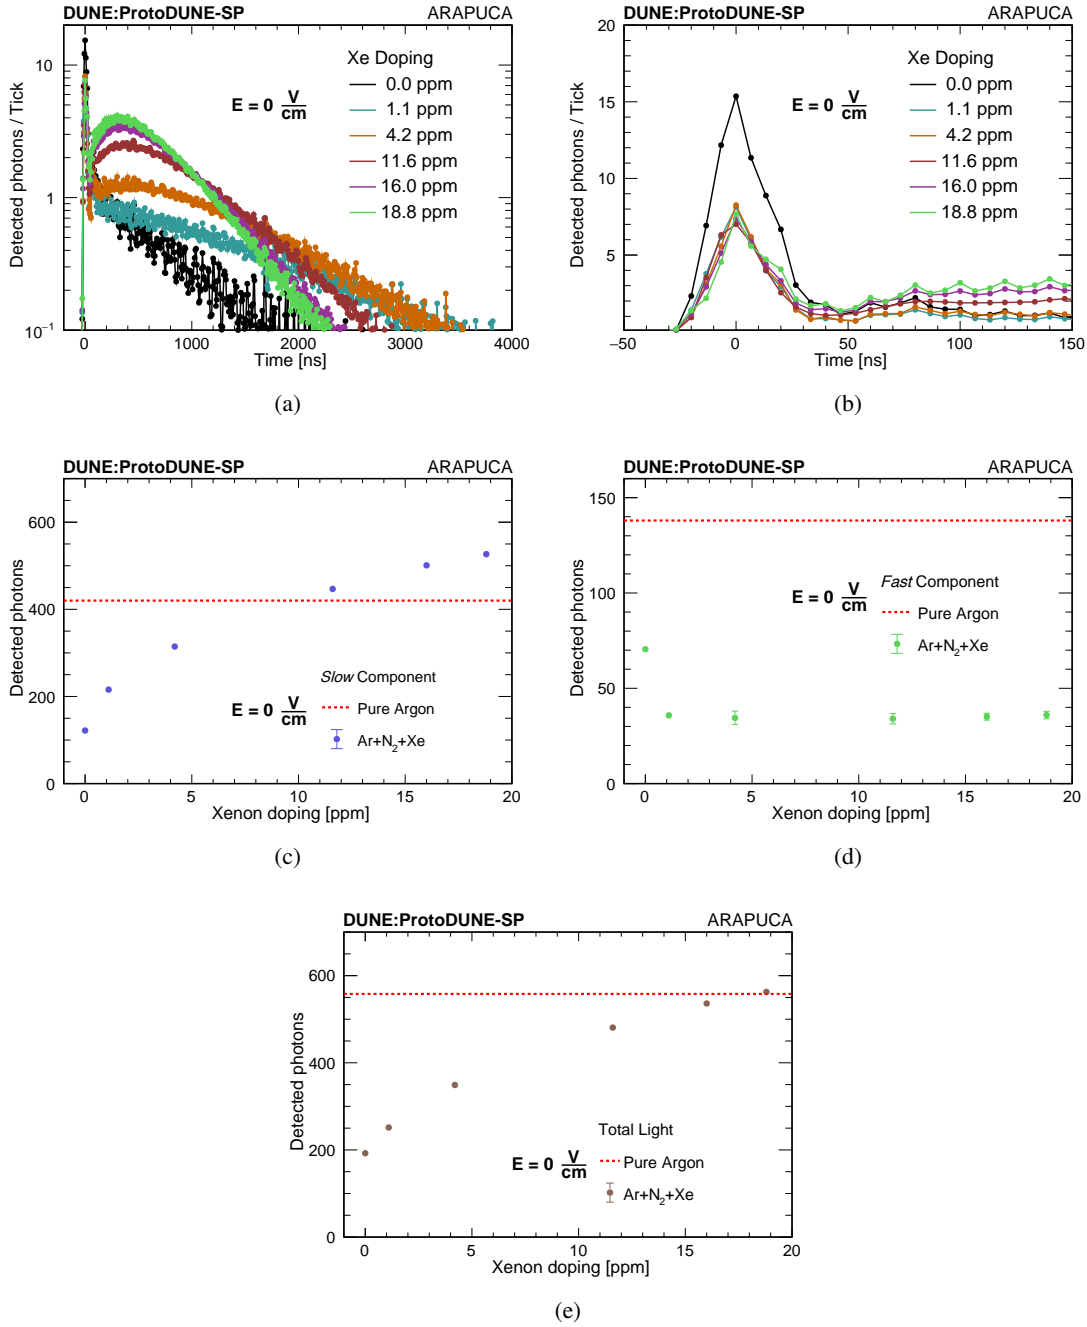 DUNE:ProtoDUNE-SP ARAPUCA
Detected photons / Tick
10
1
10⁻¹
Xe Doping
0.0 ppm
1.1 ppm
4.2 ppm
11.6 ppm
16.0 ppm
18.8 ppm
E = 0 V/cm
0 1000 2000 3000 4000
Time [ns]
(a)
DUNE:ProtoDUNE-SP ARAPUCA
Detected photons / Tick
20
15
10
5
Xe Doping
0.0 ppm
1.1 ppm
4.2 ppm
11.6 ppm
16.0 ppm
18.8 ppm
E = 0 V/cm
−50 0 50 100 150
Time [ns]
(b)
DUNE:ProtoDUNE-SP ARAPUCA
Detected photons
600
400
200
0
Slow Component
E = 0 V/cm
Pure Argon
Ar+N₂+Xe
0 5 10 15 20
Xenon doping [ppm]
(c)
DUNE:ProtoDUNE-SP ARAPUCA
Detected photons
150
100
50
0
Fast Component
E = 0 V/cm
Pure Argon
Ar+N₂+Xe
0 5 10 15 20
Xenon doping [ppm]
(d)
DUNE:ProtoDUNE-SP ARAPUCA
Detected photons
600
400
200
0
Total Light
E = 0 V/cm
Pure Argon
Ar+N₂+Xe
0 5 10 15 20
Xenon doping [ppm]
(e)